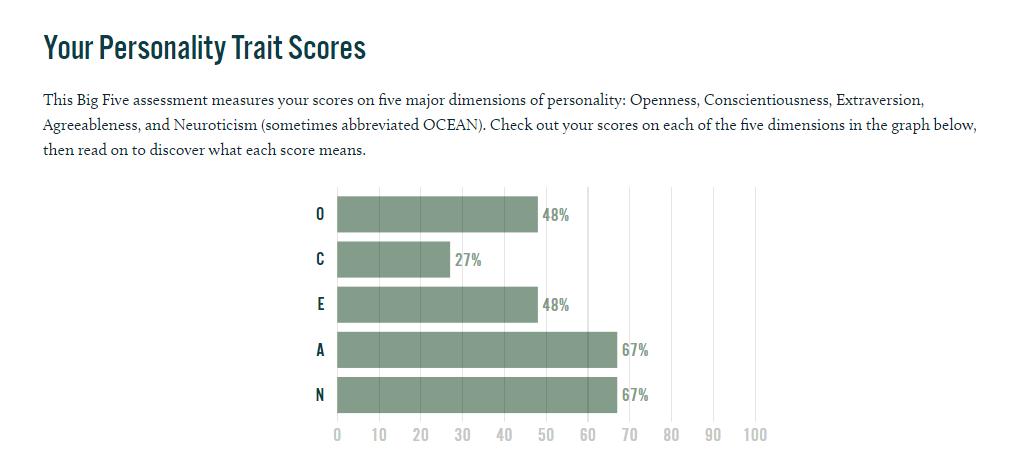 Your Personality Trait Scores
This Big Five assessment measures your scores on five major dimensions of personality: Openness, Conscientiousness, Extraversion,
Agreeableness, and Neuroticism (sometimes abbreviated OCEAN). Check out your scores on each of the five dimensions in the graph below,
then read on to discover what each score means.
O 48%
C 27%
E 48%
A 67%
N 67%
0 10 20 30 40 50 60 70 80 90 100